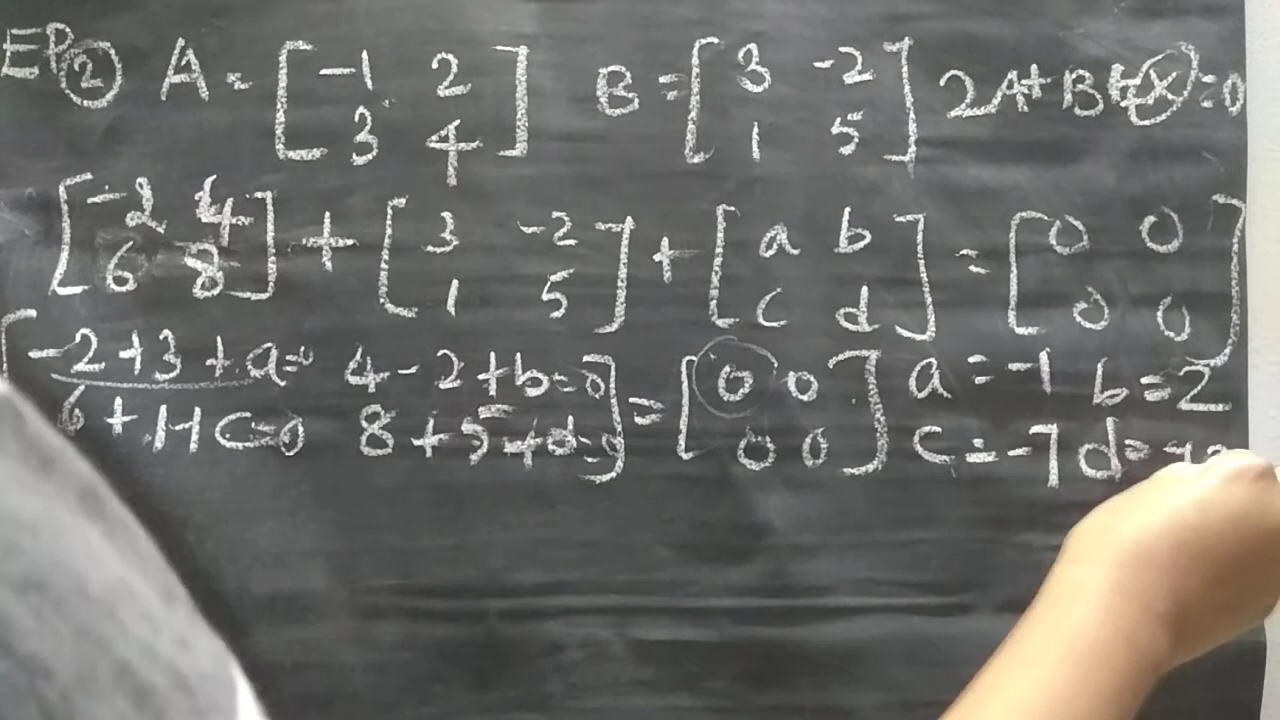 EP ② A = [ -1 2 ] B = [ 3 -2 ] 2A+B+X=0
[ 3 4 ] [ 1 5 ]
[ -2 4 ] + [ 3 -2 ] + [ a b ] = [ 0 0 ]
[ 6 8 ] [ 1 5 ] [ c d ] [ 0 0 ]
[ -2+3+a=0 4-2+b=0 ] = [ 0 0 ] a=-1 b=2
[ 6+1+c=0 8+5+d=0 ] [ 0 0 ] c=-7 d=